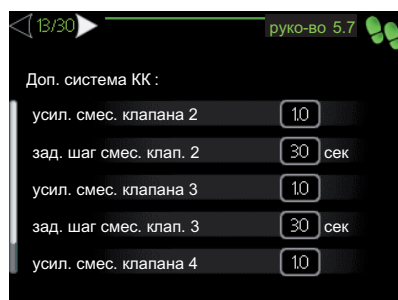 13/30 руко-во 5.7
Доп. система КК :
усил. смес. клапана 2 1.0
зад. шаг смес. клап. 2 30 сек
усил. смес. клапана 3 1.0
зад. шаг смес. клап. 3 30 сек
усил. смес. клапана 4 1.0